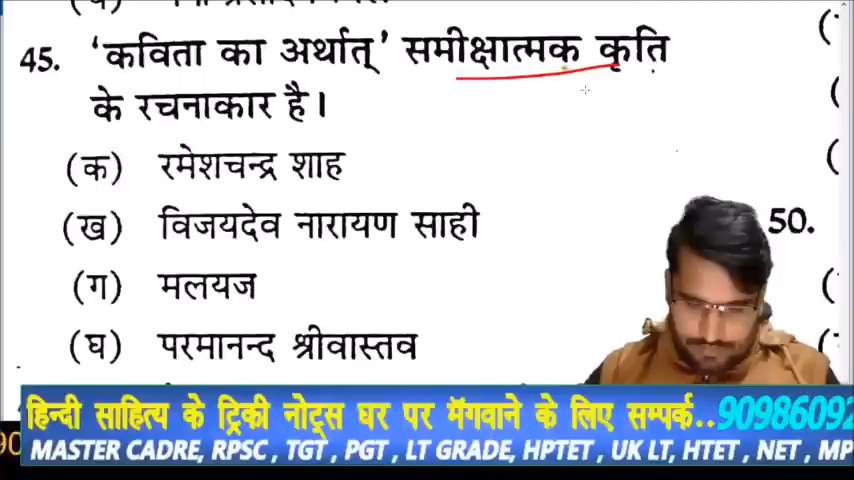 45. 'कविता का अर्थात्' समीक्षात्मक कृति
के रचनाकार है।
(क) रमेशचन्द्र शाह
(ख) विजयदेव नारायण साही
50.
(ग) मलयज
(घ) परमानन्द श्रीवास्तव
हिन्दी साहित्य के ट्रिकी नोट्स घर पर मॅगवाने के लिए सम्पर्क..90986092
MASTER CADRE, RPSC , TGT , PGT , LT GRADE, HPTET , UK LT, HTET , NET , MP